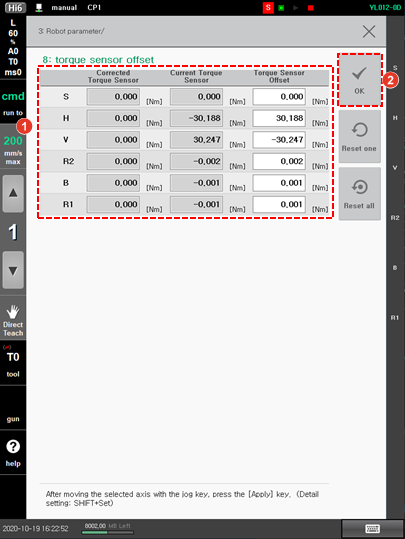 Hi6 manual CP1 S YL012-0D
L
60
%
A0
T0
ms0
cmd
run to
200
mm/s
max
1
Direct
Teach
T0
tool
gun
help
3: Robot parameter/
8: torque sensor offset
Corrected Torque Sensor Current Torque Sensor Torque Sensor Offset
S 0,000 [Nm] 0,000 [Nm] 0,000 [Nm]
H 0,000 [Nm] -30,188 [Nm] 30,188 [Nm]
V 0,000 [Nm] 30,247 [Nm] -30,247 [Nm]
R2 0,000 [Nm] -0,002 [Nm] 0,002 [Nm]
B 0,000 [Nm] -0,001 [Nm] 0,001 [Nm]
R1 0,000 [Nm] -0,001 [Nm] 0,001 [Nm]
1
2
OK
Reset one
Reset all
S
H
V
R2
B
R1
After moving the selected axis with the jog key, press the [Apply] key, (Detail
setting: SHIFT+Set)
2020-10-19 16:22:52 8002,00 MB Left